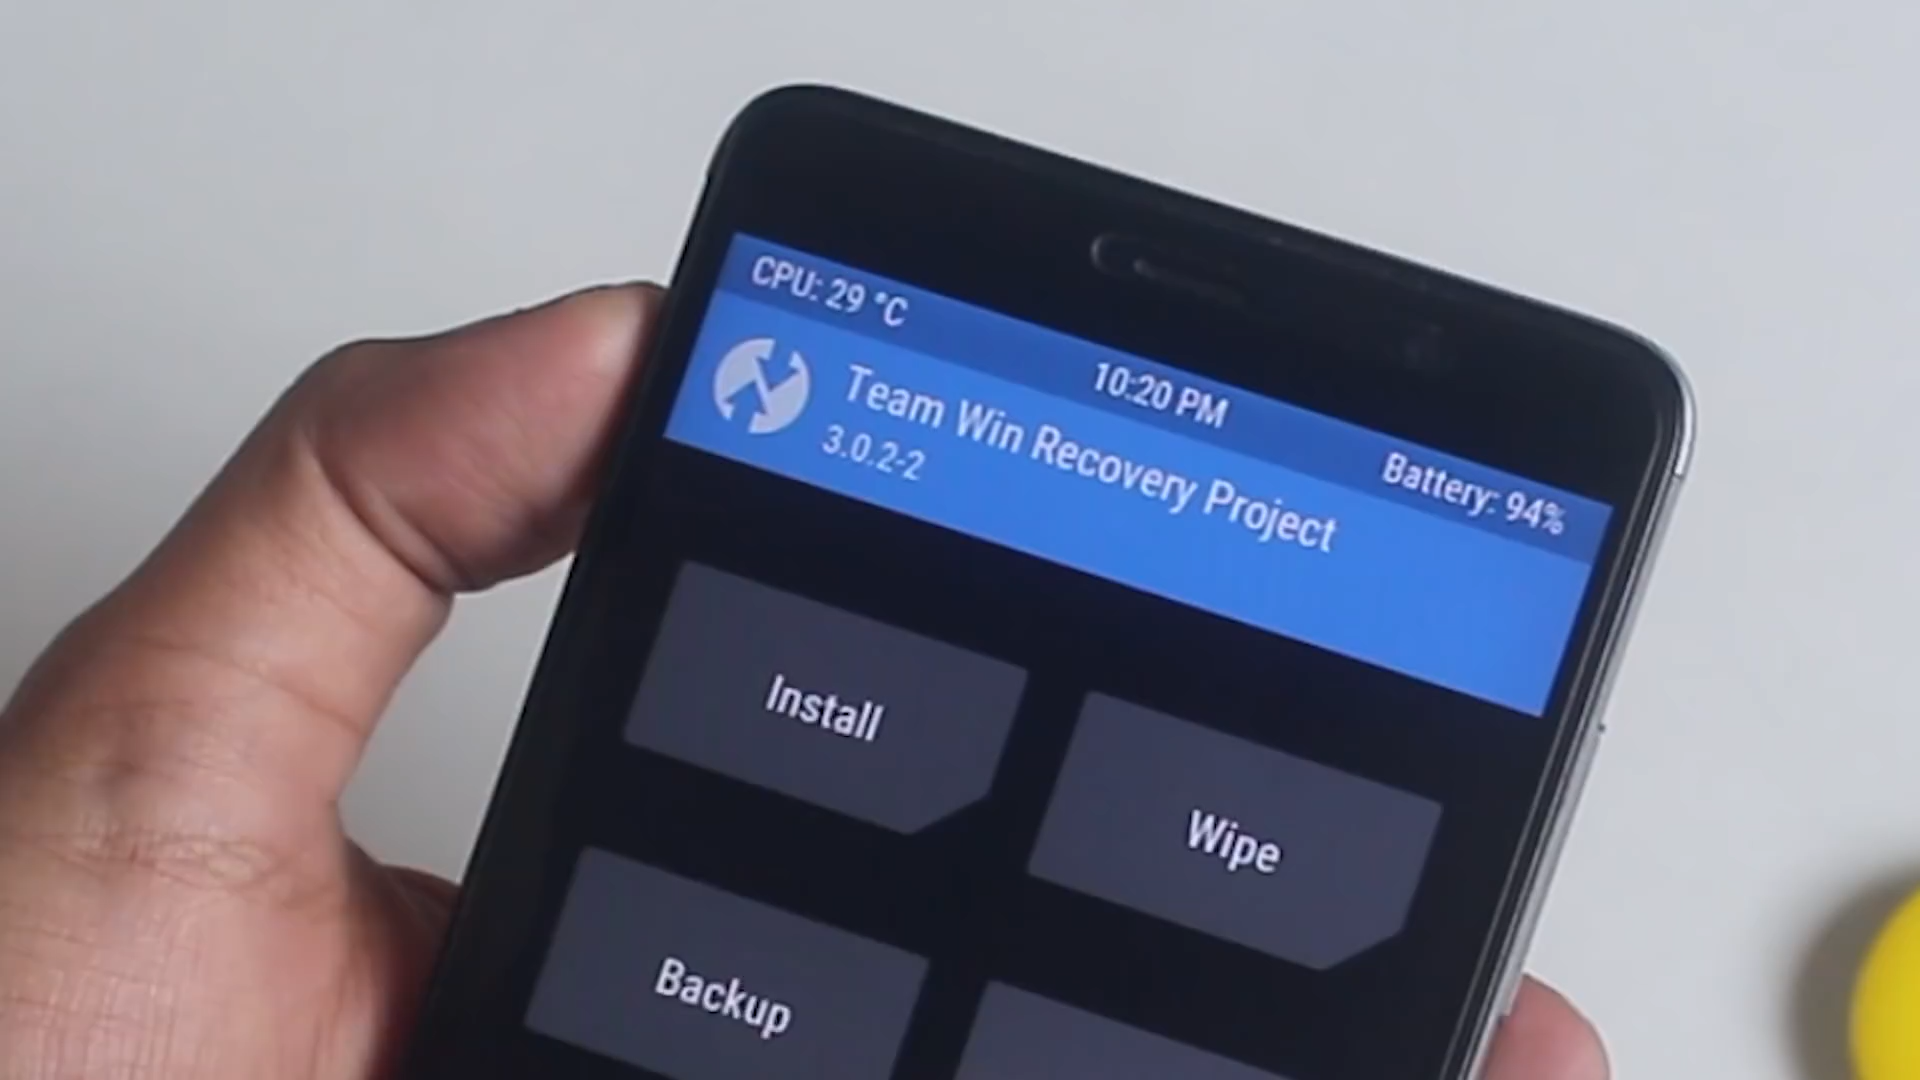 CPU: 29 °C
10:20 PM
Battery: 94%
Team Win Recovery Project
3.0.2-2
Install
Wipe
Backup